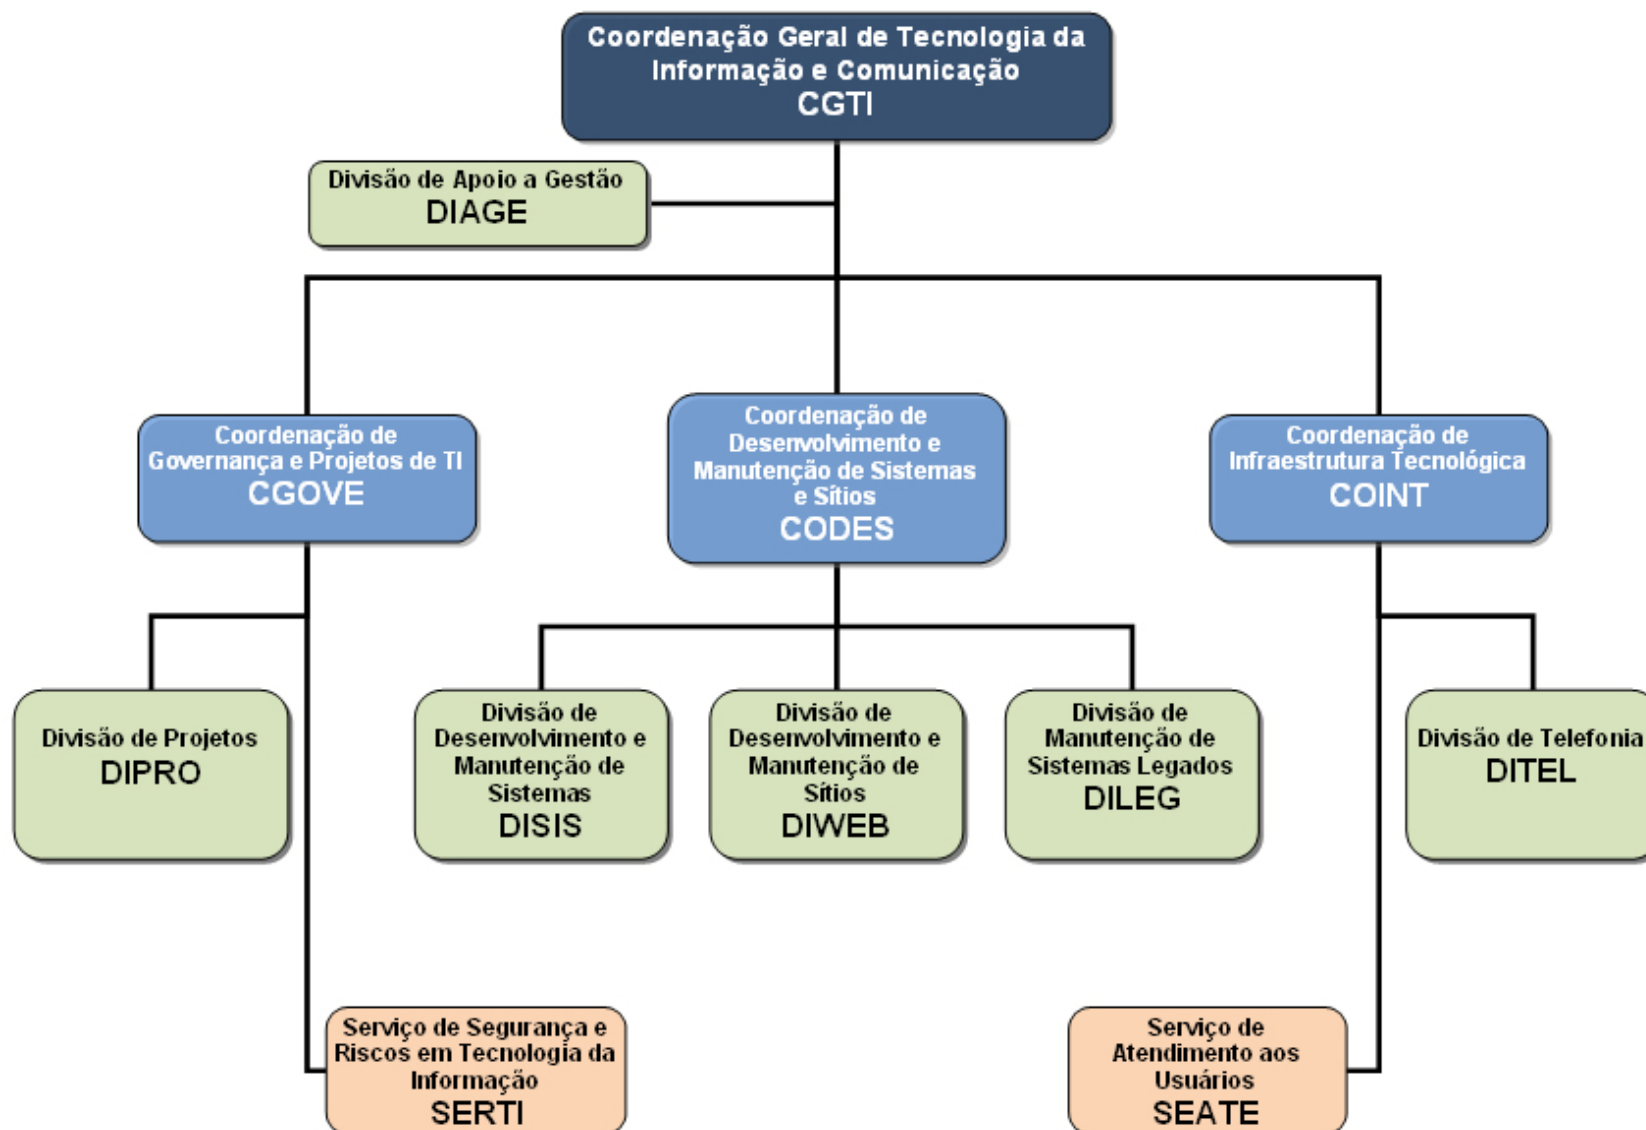 Coordenação Geral de Tecnologia da
Informação e Comunicação
CGTI
Divisão de Apoio a Gestão
DIAGE
Coordenação de
Governança e Projetos de TI
CGOVE
Coordenação de
Desenvolvimento e
Manutenção de Sistemas
e Sítios
CODES
Coordenação de
Infraestrutura Tecnológica
COINT
Divisão de Projetos
DIPRO
Divisão de
Desenvolvimento e
Manutenção de
Sistemas
DISIS
Divisão de
Desenvolvimento e
Manutenção de
Sítios
DIWEB
Divisão de
Manutenção de
Sistemas Legados
DILEG
Divisão de Telefonia
DITEL
Serviço de Segurança e
Riscos em Tecnologia da
Informação
SERTI
Serviço de
Atendimento aos
Usuários
SEATE